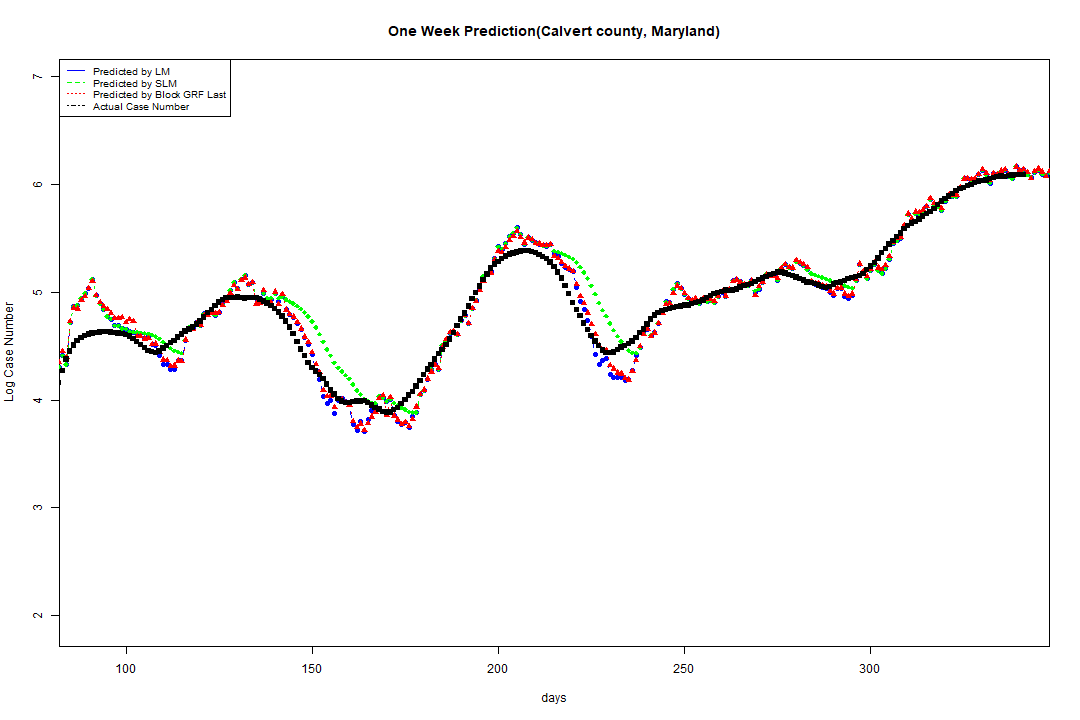 One Week Prediction(Calvert county, Maryland)
Predicted by LM
Predicted by SLM
Predicted by Block GRF Last
Actual Case Number
7
6
5
4
3
2
Log Case Number
100 150 200 250 300
days